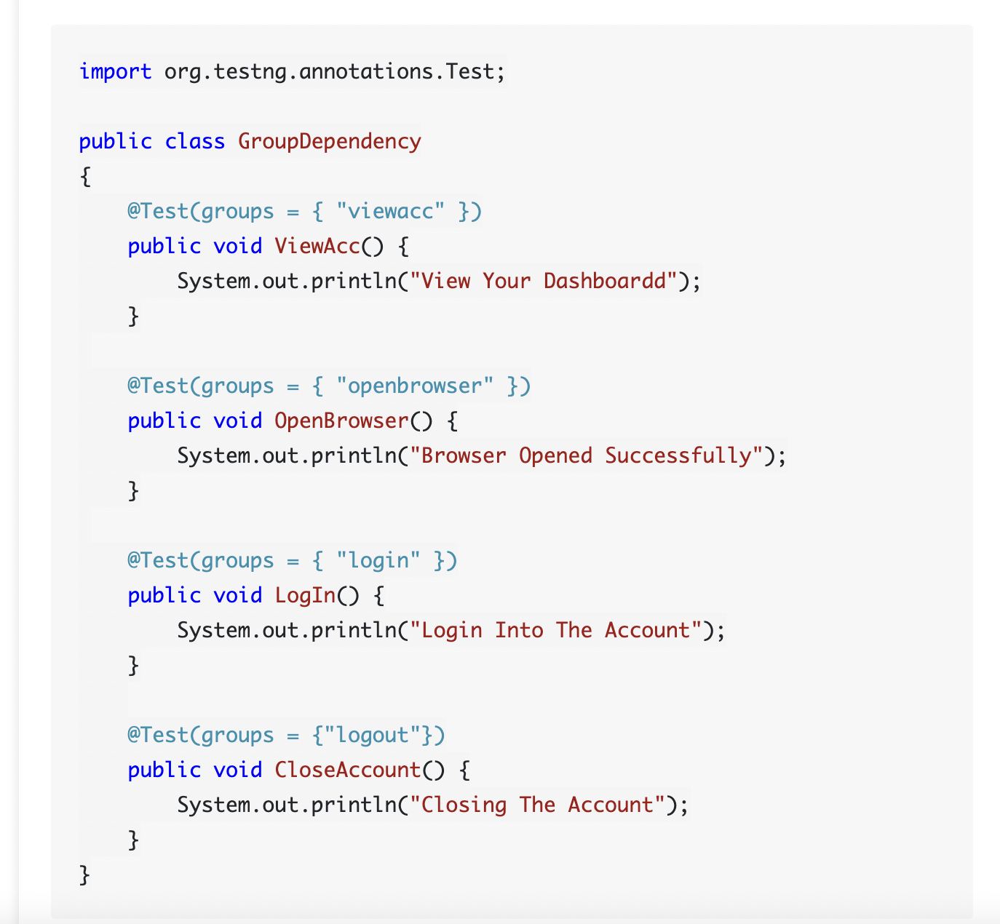 import org.testng.annotations.Test;

public class GroupDependency
{
    @Test(groups = { "viewacc" })
    public void ViewAcc() {
        System.out.println("View Your Dashboardd");
    }

    @Test(groups = { "openbrowser" })
    public void OpenBrowser() {
        System.out.println("Browser Opened Successfully");
    }

    @Test(groups = { "login" })
    public void LogIn() {
        System.out.println("Login Into The Account");
    }

    @Test(groups = {"logout"})
    public void CloseAccount() {
        System.out.println("Closing The Account");
    }
}